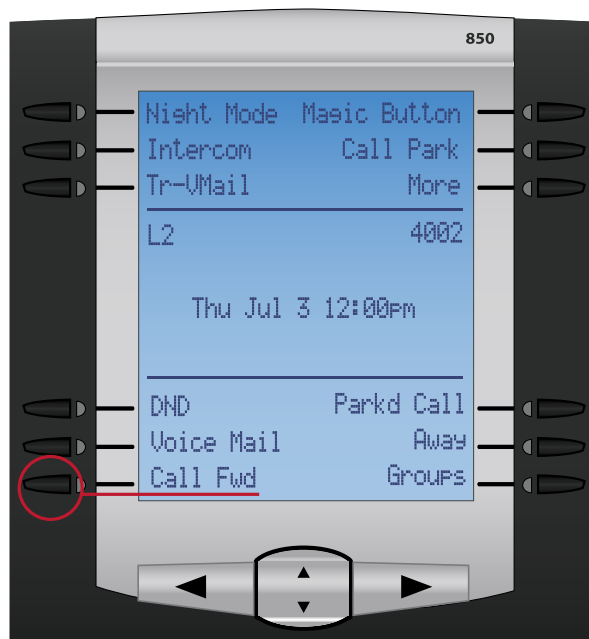 850
Night Mode Magic Button
Intercom Call Park
Tr-VMail More
L2 4002
Thu Jul 3 12:00pm
DND Parkd Call
Voice Mail Away
Call Fwd Groups